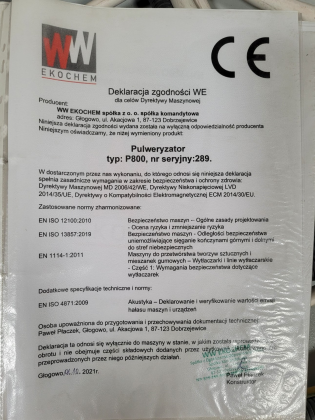 WW
EKOCHEM
CE
Deklaracja zgodności WE
dla celów Dyrektywy Maszynowej
Producent:
WW EKOCHEM spółka z o. o. spółka komandytowa
adres: Głogowo, ul. Akacjowa 1, 87-123 Dobrzejewice
Niniejsza deklaracja zgodności wydana została na wyłączną odpowiedzialność producenta
Niniejszym oświadczamy, że niżej wymieniony produkt
Pulweryzator
typ: P800, nr seryjny:289.
W dostarczonym przez nas wykonaniu, do którego odnosi się niniejsza deklaracja
spełnia zasadnicze wymagania w zakresie bezpieczeństwa i ochrony zdrowia:
Dyrektywy Maszynowej MD 2006/42/WE, Dyrektywy Niskonapięciowej LVD
2014/35/UE, Dyrektywy o Kompatybilności Elektromagnetycznej ECM 2014/30/EU.
Zastosowane normy zharmonizowane:
EN ISO 12100:2010 Bezpieczeństwo maszyn – Ogólne zasady projektowania
- Ocena ryzyka i zmniejszanie ryzyka
EN ISO 13857:2019 Bezpieczeństwo maszyn - Odległości bezpieczeństwa
uniemożliwiające sięganie kończynami górnymi i dolnymi
do stref niebezpiecznych
EN 1114-1:2011 Maszyny do przetwórstwa tworzyw sztucznych i
mieszanek gumowych – Wytłaczarki i linie wytłaczarskie
- Część 1: Wymagania bezpieczeństwa dotyczące
wytłaczarek
Dodatkowe specyfikacje techniczne i normy:
EN ISO 4871:2009 Akustyka – Deklarowanie i weryfikowanie wartości emisji
hałasu maszyn i urządzeń
Osoba upoważniona do przygotowania i przechowywania dokumentacji technicznej:
Paweł Płaczek, Głogowo, ul. Akacjowa 1, 87-123 Dobrzejewice
Deklaracja ta odnosi się wyłącznie do maszyny w stanie, w jakim została wprowadzona do
obrotu i nie obejmuje części składowych dodanych przez użytkownika
przeprowadzonych przez niego późniejszych działań.
Głogowo, 2021r.
Paweł Płaczek
Konstruktor